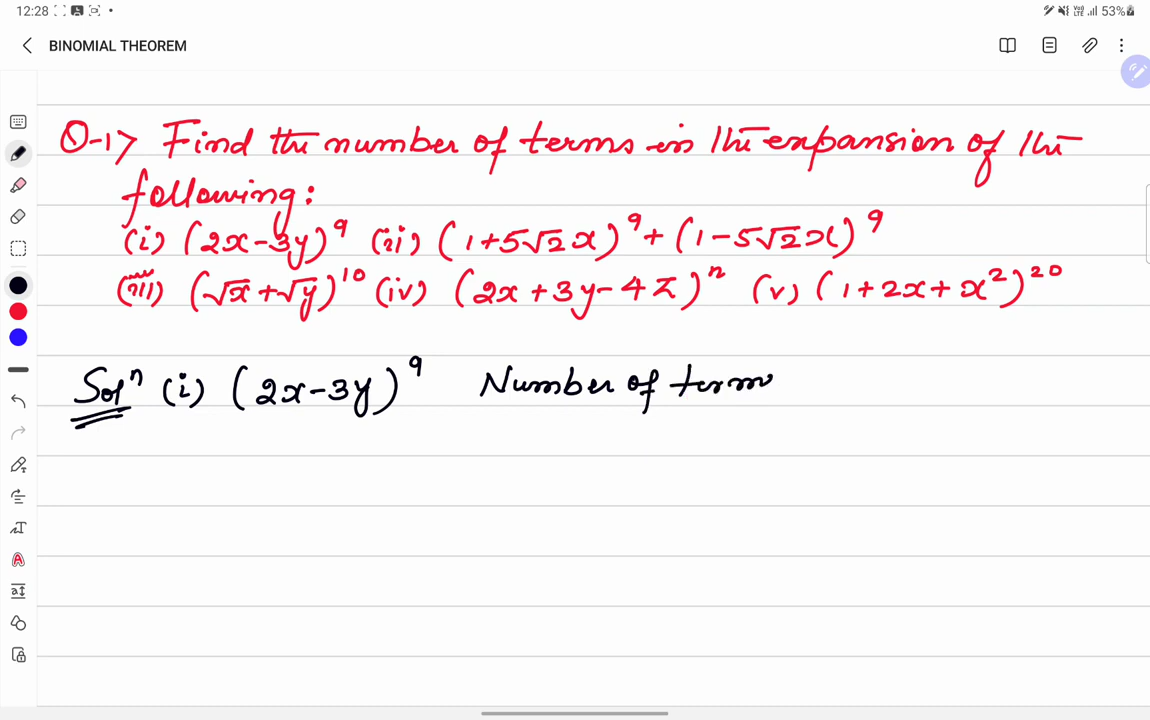 12:28 53%
BINOMIAL THEOREM
Q-1> Find the number of terms in the expansion of the
following:
(i) (2x-3y)⁹ (ii) (1+5√2x)⁹+(1-5√2x)⁹
(iii) (√x+√y)¹⁰ (iv) (2x+3y-4z)ⁿ (v) (1+2x+x²)²⁰
Solⁿ (i) (2x-3y)⁹ Number of term